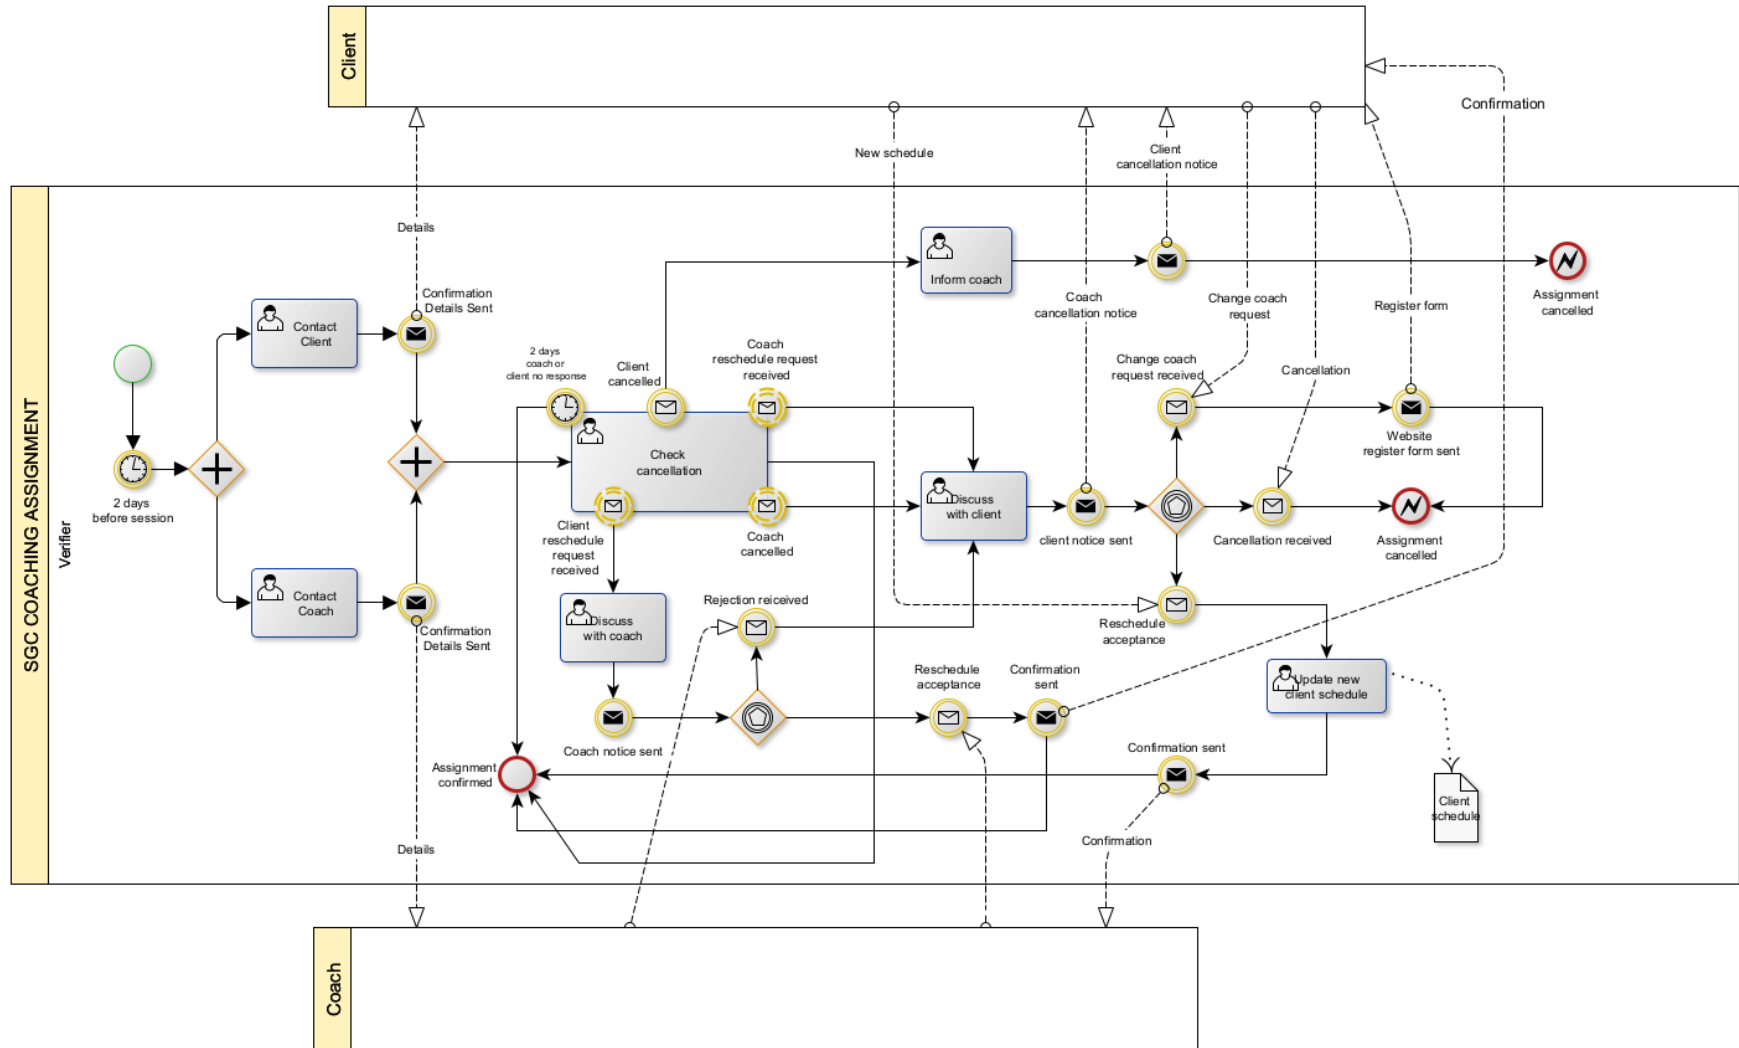 Client
Confirmation
New schedule
Client
cancellation notice
Details
SGC COACHING ASSIGNMENT
Verifier
Inform coach
Assignment
cancelled
Confirmation
Details Sent
Coach
cancellation notice
Change coach
request
Register form
Contact
Client
2 days
coach or
client no response
Client
cancelled
Coach
reschedule request
received
Change coach
request received
Cancellation
Check
cancellation
Website
register form sent
2 days
before session
Discuss
with client
client notice sent
Cancellation received
Assignment
cancelled
Client
reschedule
request
received
Coach
cancelled
Contact
Coach
Confirmation
Details Sent
Discuss
with coach
Rejection reiceived
Reschedule
acceptance
Reschedule
acceptance
Confirmation
sent
Update new
client schedule
Coach notice sent
Assignment
confirmed
Confirmation sent
Client
schedule
Details
Confirmation
Coach